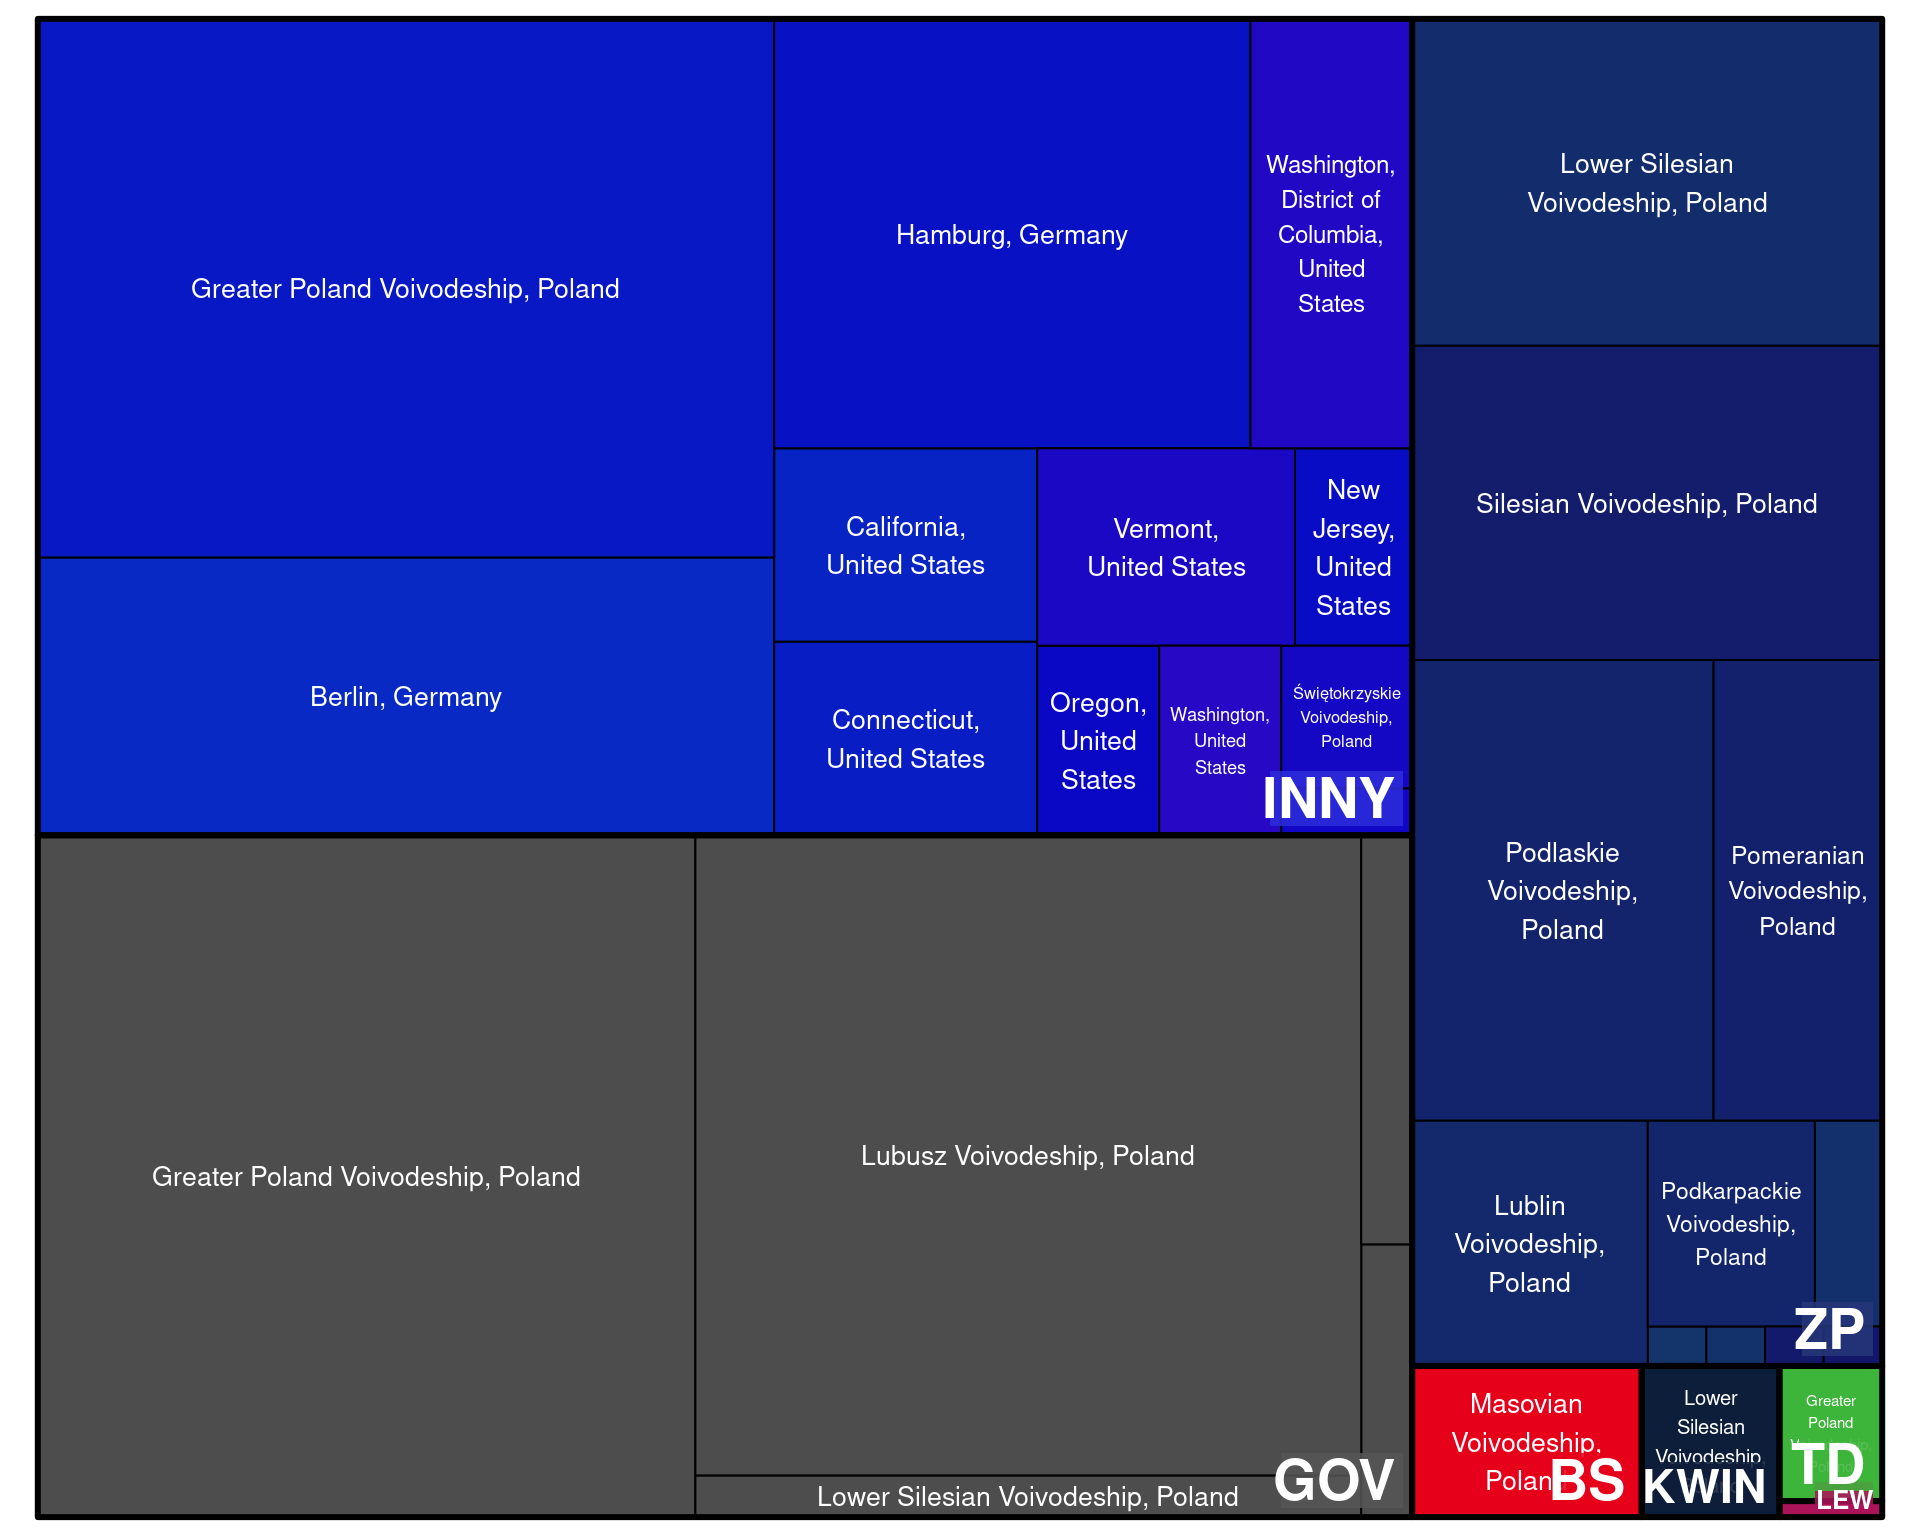 Greater Poland Voivodeship, Poland
Hamburg, Germany
Washington,
District of
Columbia,
United
States
Berlin, Germany
California,
United States
Vermont,
United States
New
Jersey,
United
States
Connecticut,
United States
Oregon,
United
States
Washington,
United
States
Świętokrzyskie
Voivodeship,
Poland
INNY
Greater Poland Voivodeship, Poland
Lubusz Voivodeship, Poland
Lower Silesian Voivodeship, Poland
GOV
Lower Silesian
Voivodeship, Poland
Silesian Voivodeship, Poland
Podlaskie
Voivodeship,
Poland
Pomeranian
Voivodeship,
Poland
Lublin
Voivodeship,
Poland
Podkarpackie
Voivodeship,
Poland
ZP
Masovian
Voivodeship,
Poland
BS
Lower
Silesian
Voivodeship,
KWIN
Greater
Poland
TD
LEW